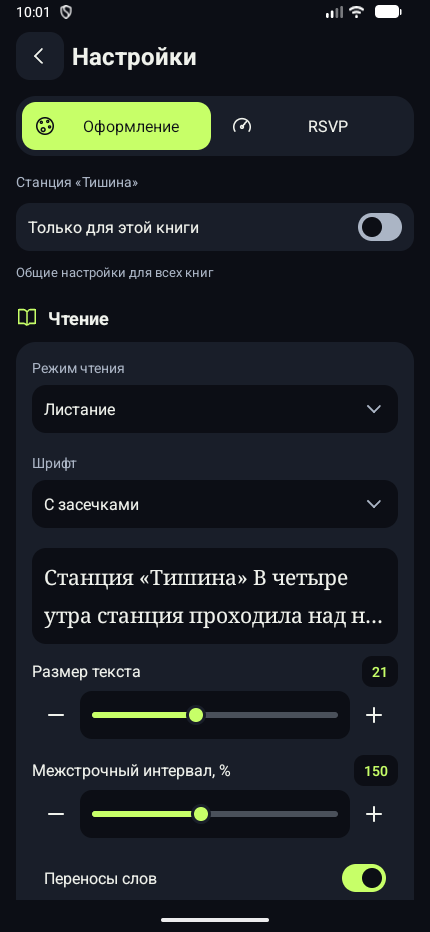 10:01
Настройки
Оформление
RSVP
Станция «Тишина»
Только для этой книги
Общие настройки для всех книг
Чтение
Режим чтения
Листание
Шрифт
С засечками
Станция «Тишина» В четыре
утра станция проходила над н...
Размер текста
21
Межстрочный интервал, %
150
Переносы слов